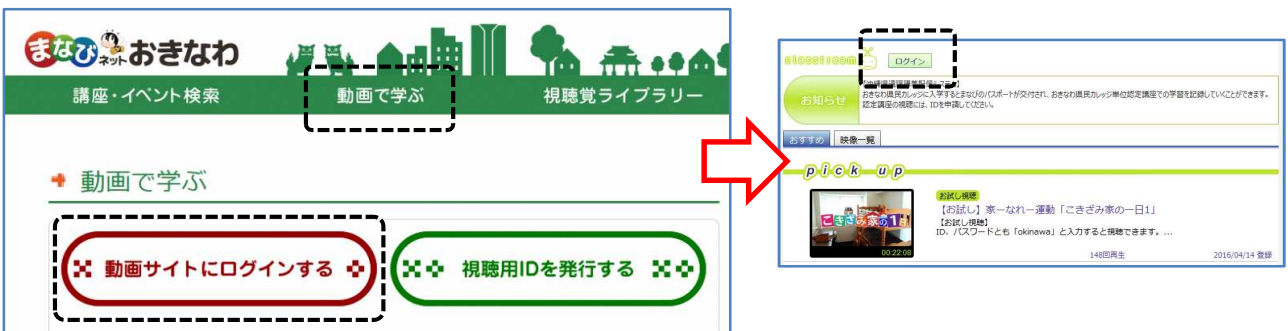 まなびネットおきなわ
講座・イベント検索
動画で学ぶ
視聴覚ライブラリー
動画で学ぶ
動画サイトにログインする
視聴用IDを発行する
classroom
ログイン
お知らせ
おきなわ県民カレッジに入学するとまなびのパスポートが交付され、おきなわ県民カレッジ単位認定講座での学習を記録していくことができます。
認定講座の視聴には、IDを申請してください。
おすすめ 映像一覧
pick up
お試し視聴
【お試し】家ーなれー運動「こきざみ家の一日1」
【お試し視聴】
ID、パスワードとも「okinawa」と入力すると視聴できます。...
こきざみ家の1
00:22:08
148回再生
2016/04/14 登録